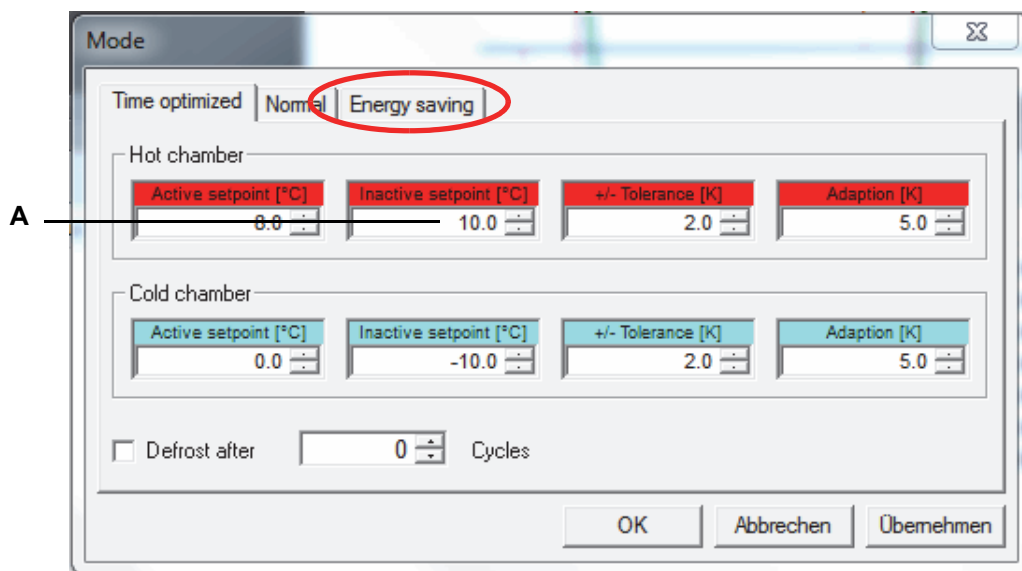 Mode
Time optimized Normal Energy saving
Hot chamber
Active setpoint [°C] Inactive setpoint [°C] +/- Tolerance [K] Adaption [K]
A 8.0 10.0 2.0 5.0
Cold chamber
Active setpoint [°C] Inactive setpoint [°C] +/- Tolerance [K] Adaption [K]
0.0 -10.0 2.0 5.0
Defrost after 0 Cycles
OK Abbrechen Übernehmen